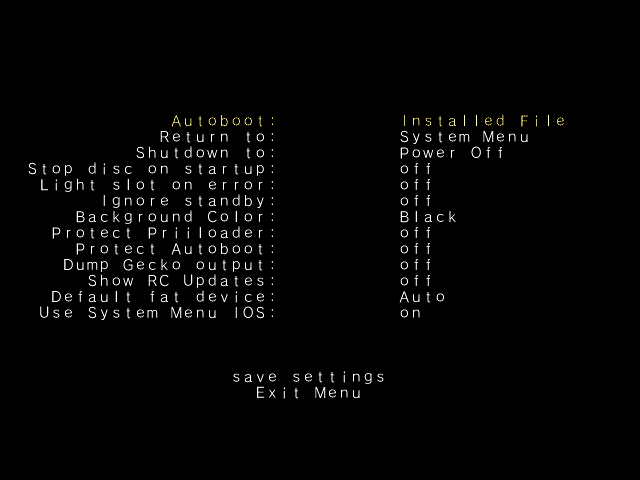 Autoboot: Installed File
Return to: System Menu
Shutdown to: Power Off
Stop disc on startup: off
Light slot on error: off
Ignore standby: off
Background Color: Black
Protect Priiloader: off
Protect Autoboot: off
Dump Gecko output: off
Show RC Updates: off
Default fat device: Auto
Use System Menu IOS: on
save settings
Exit Menu